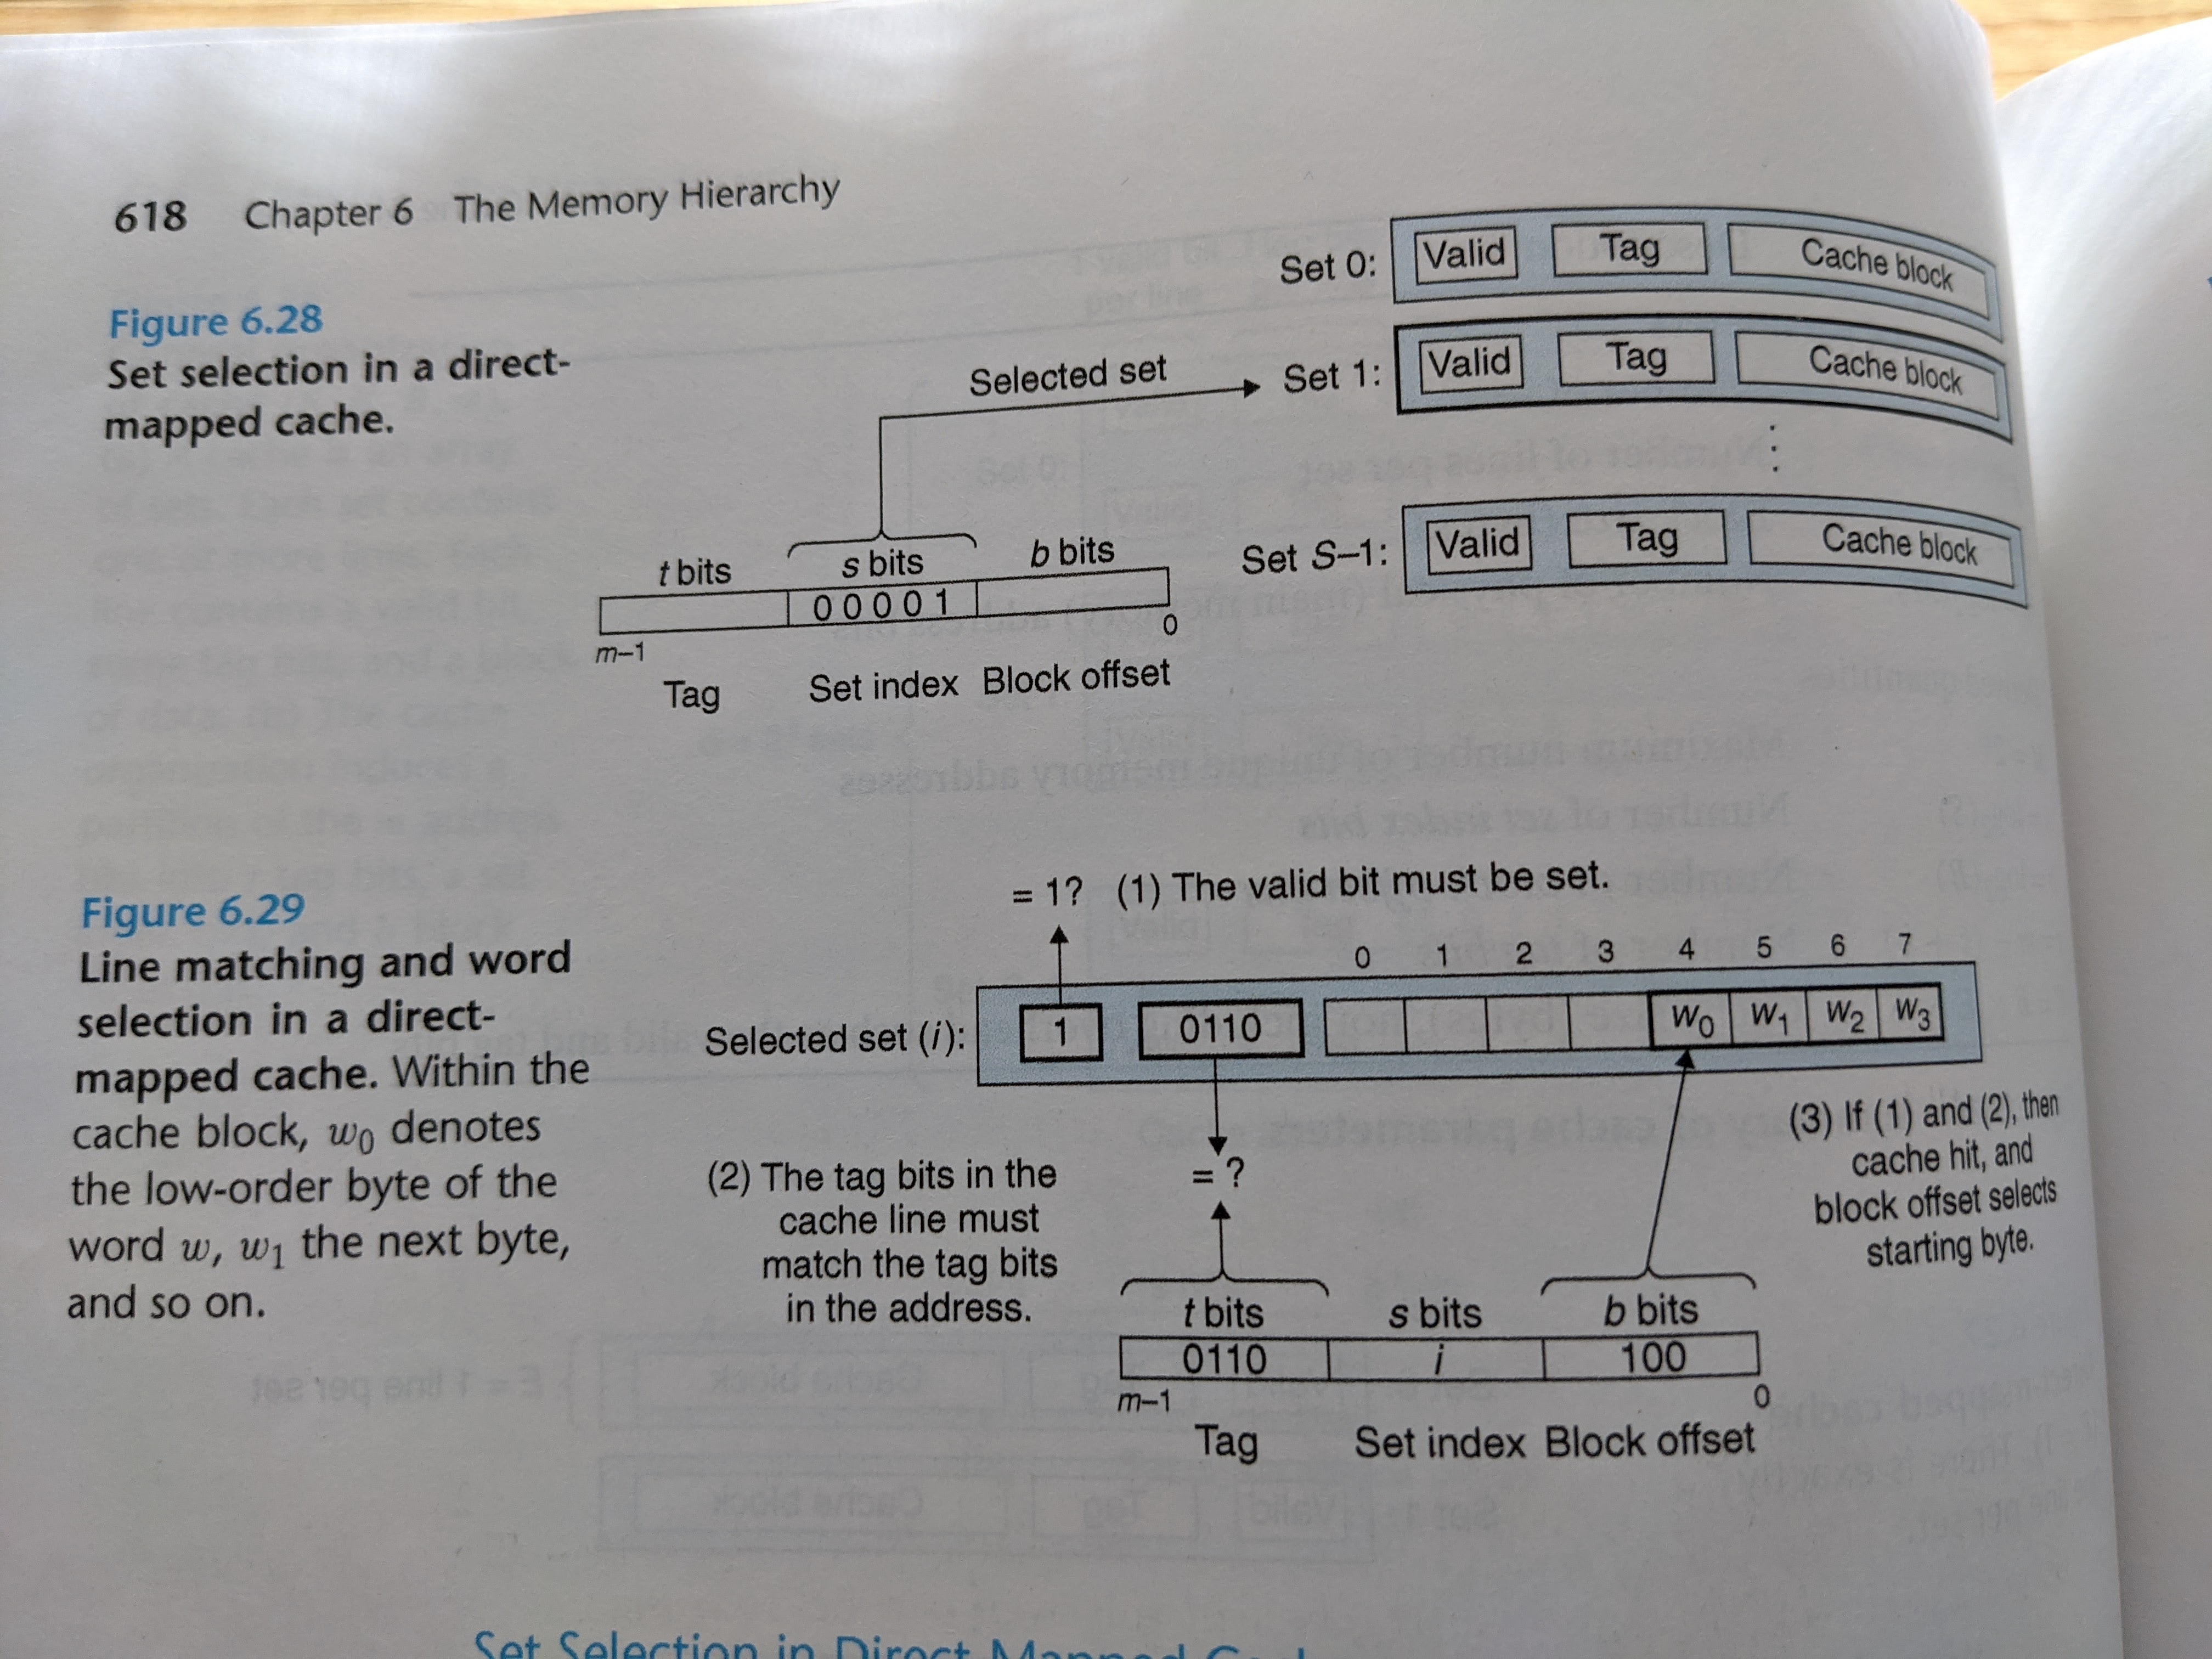 618 Chapter 6 The Memory Hierarchy
Figure 6.28
Set selection in a direct-
mapped cache.
Set 0: Valid Tag Cache block
Selected set Set 1: Valid Tag Cache block
⋮
Set S–1: Valid Tag Cache block
t bits s bits b bits
0 0 0 0 1
m–1 0
Tag Set index Block offset
Figure 6.29
Line matching and word
selection in a direct-
mapped cache. Within the
cache block, w0 denotes
the low-order byte of the
word w, w1 the next byte,
and so on.
= 1? (1) The valid bit must be set.
0 1 2 3 4 5 6 7
Selected set (i): 1 0110 w0 w1 w2 w3
= ?
(2) The tag bits in the
cache line must
match the tag bits
in the address.
(3) If (1) and (2), then
cache hit, and
block offset selects
starting byte.
t bits s bits b bits
0110 i 100
m–1 0
Tag Set index Block offset
Set Selection in Direct-Mapped